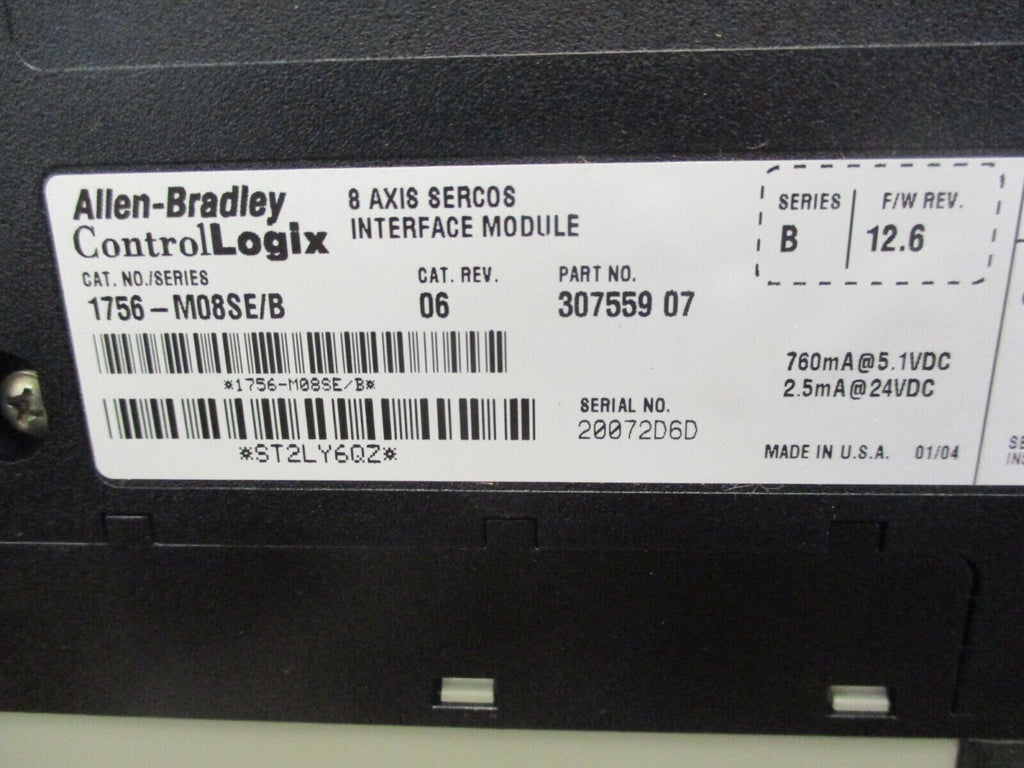 Allen-Bradley
ControlLogix
8 AXIS SERCOS
INTERFACE MODULE
SERIES
B
F/W REV.
12.6
CAT. NO./SERIES
1756-M08SE/B
CAT. REV.
06
PART NO.
307559 07
*1756-M08SE/B*
*ST2LY6QZ*
SERIAL NO.
20072D6D
760mA@5.1VDC
2.5mA@24VDC
MADE IN U.S.A. 01/04